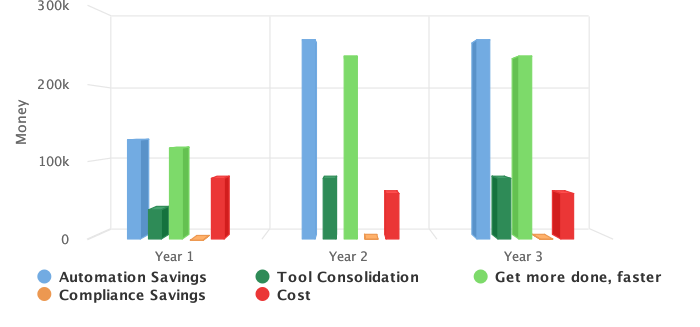 300k
200k
100k
0
Money
Year 1 Year 2 Year 3
Automation Savings Tool Consolidation Get more done, faster
Compliance Savings Cost